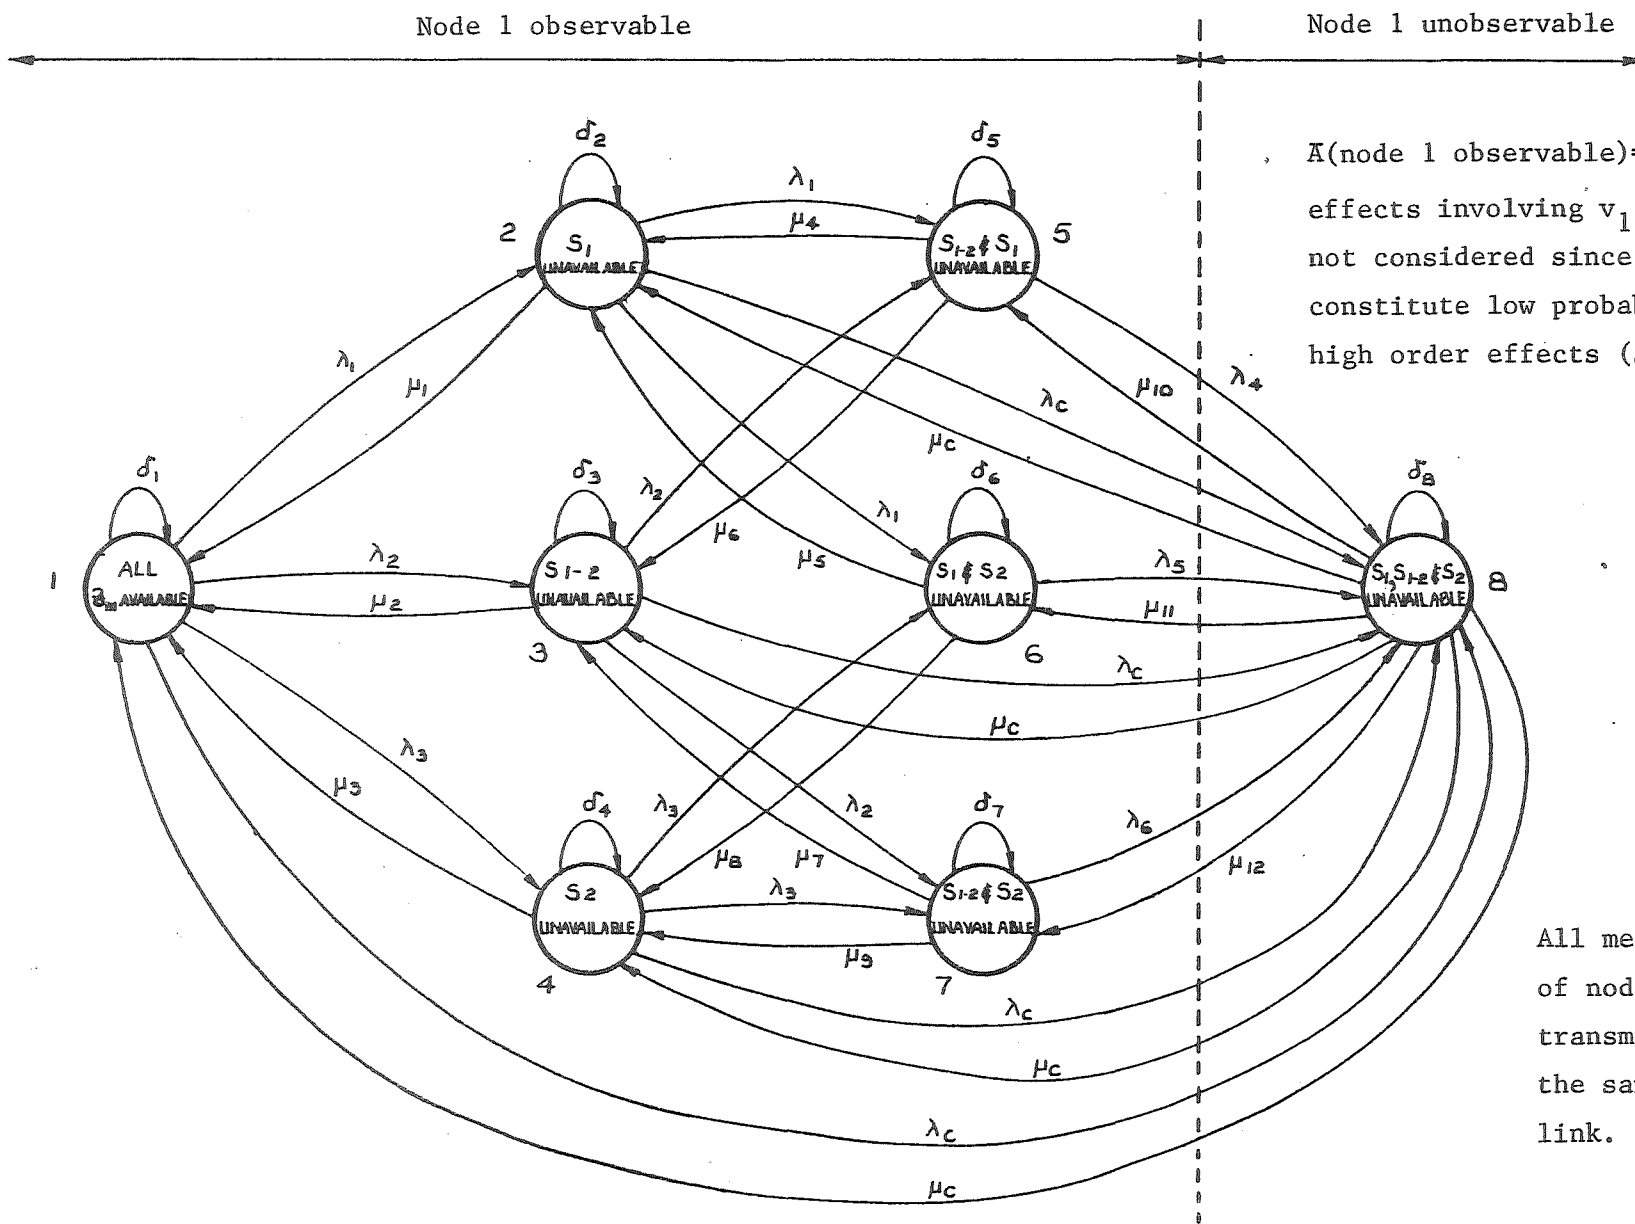 Node 1 observable
Node 1 unobservable
Ā(node 1 observable)=
effects involving v₁
not considered since
constitute low probab
high order effects (
δ₂
δ₅
λ₁
μ₄
2
S₁
UNAVAILABLE
S₁₋₂ & S₁
UNAVAILABLE
5
λ₁
μ₁
λ₄
μ₁₀
λc
μc
δ₁
δ₃
δ₆
δ₈
λ₂
λ₁
μ₆
μ₅
1
ALL
AVAILABLE
λ₂
μ₂
S₁₋₂
UNAVAILABLE
3
S₁ & S₂
UNAVAILABLE
6
λ₅
μ₁₁
S₁, S₁₋₂ & S₂
UNAVAILABLE
8
λc
μc
λ₃
μ₃
δ₄
λ₃
λ₂
δ₇
λ₆
μ₈
μ₇
μ₁₂
S₂
UNAVAILABLE
4
λ₃
μ₉
S₁₋₂ & S₂
UNAVAILABLE
7
λc
μc
λc
μc
All me
of nod
transm
the sa
link.